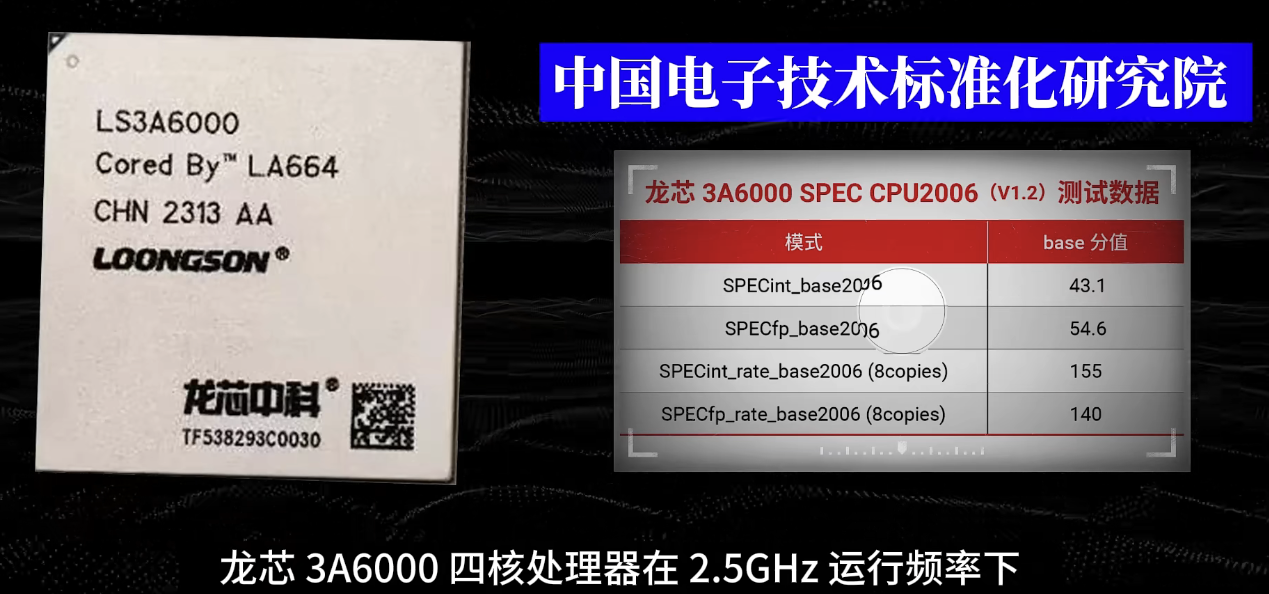 LS3A6000
Cored By™ LA664
CHN 2313 AA
LOONGSON®
龙芯中科®
TF538293C0030
中国电子技术标准化研究院
龙芯 3A6000 SPEC CPU2006（V1.2）测试数据
模式 base 分值
SPECint_base2006 43.1
SPECfp_base2006 54.6
SPECint_rate_base2006 (8copies) 155
SPECfp_rate_base2006 (8copies) 140
龙芯 3A6000 四核处理器在 2.5GHz 运行频率下